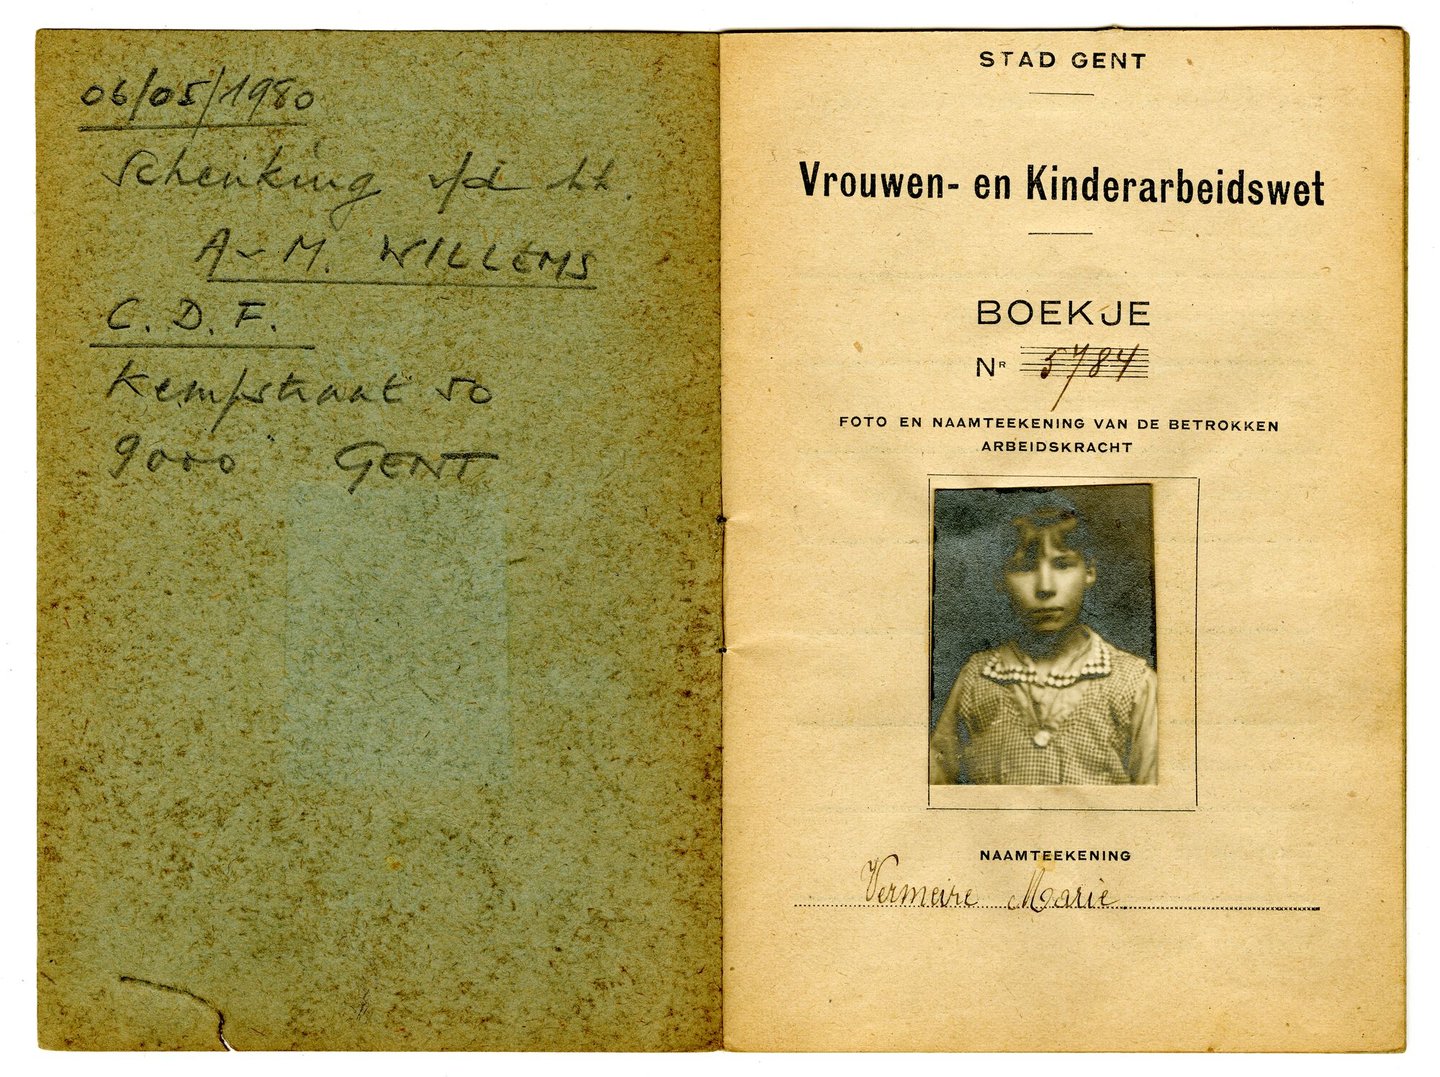 06/05/1980
Schenking v/d hh.
A-M. WILLEMS
C. D. F.
Kempstraat 50
9000 GENT
STAD GENT
Vrouwen- en Kinderarbeidswet
BOEKJE
Nr 5784
FOTO EN NAAMTEEKENING VAN DE BETROKKEN
ARBEIDSKRACHT
NAAMTEEKENING
Vermeire Marie